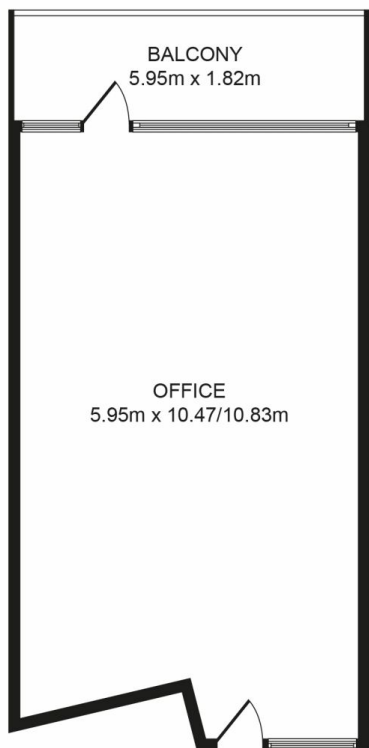 BALCONY
5.95m x 1.82m
OFFICE
5.95m x 10.47/10.83m